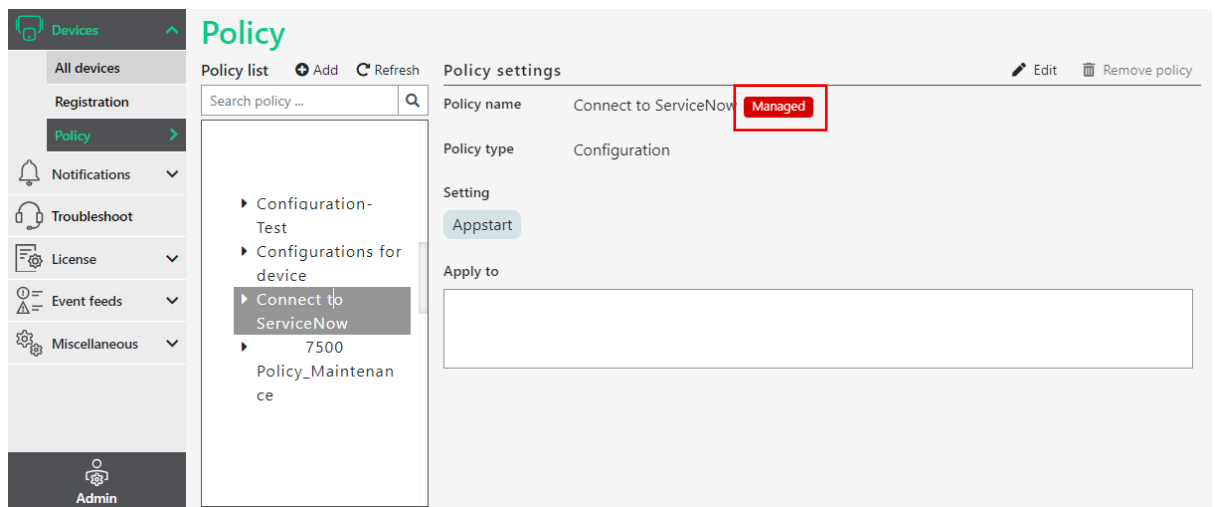 Devices
All devices
Registration
Policy
Notifications
Troubleshoot
License
Event feeds
Miscellaneous
Admin
Policy
Policy list Add Refresh
Search policy ...
Configuration-
Test
Configurations for
device
Connect to
ServiceNow
7500
Policy_Maintenan
ce
Policy settings Edit Remove policy
Policy name Connect to ServiceNow Managed
Policy type Configuration
Setting
Appstart
Apply to